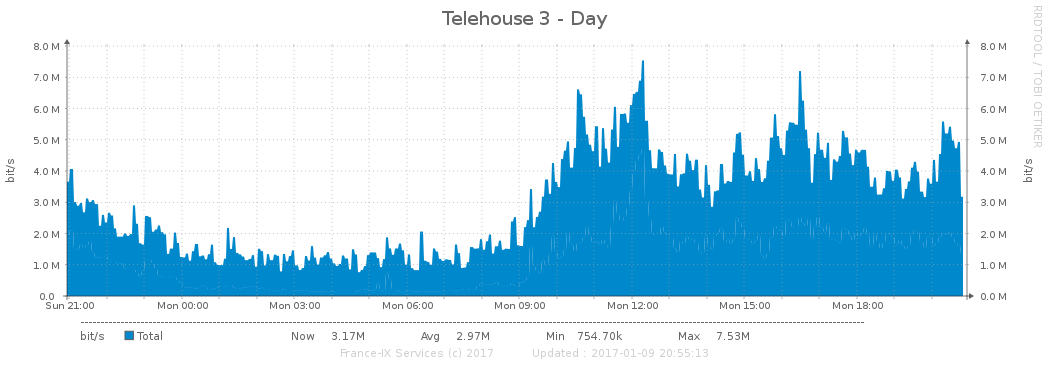 Telehouse 3 - Day
RRDTOOL / TOBI OETIKER
bit/s
8.0 M 8.0 M
7.0 M 7.0 M
6.0 M 6.0 M
5.0 M 5.0 M
4.0 M 4.0 M
3.0 M 3.0 M
2.0 M 2.0 M
1.0 M 1.0 M
0.0 0.0 M
bit/s
Sun 21:00 Mon 00:00 Mon 03:00 Mon 06:00 Mon 09:00 Mon 12:00 Mon 15:00 Mon 18:00
bit/s Total Now 3.17M Avg 2.97M Min 754.70k Max 7.53M
France-IX Services (c) 2017 Updated : 2017-01-09 20:55:13